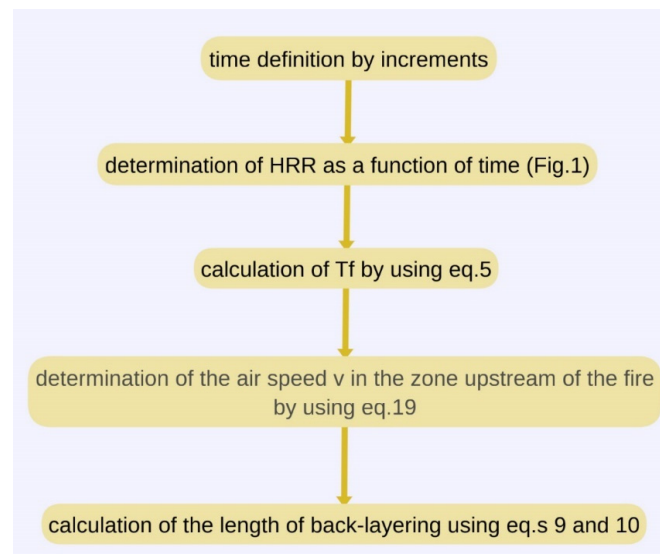 time definition by increments
determination of HRR as a function of time (Fig.1)
calculation of Tf by using eq.5
determination of the air speed v in the zone upstream of the fire
by using eq.19
calculation of the length of back-layering using eq.s 9 and 10